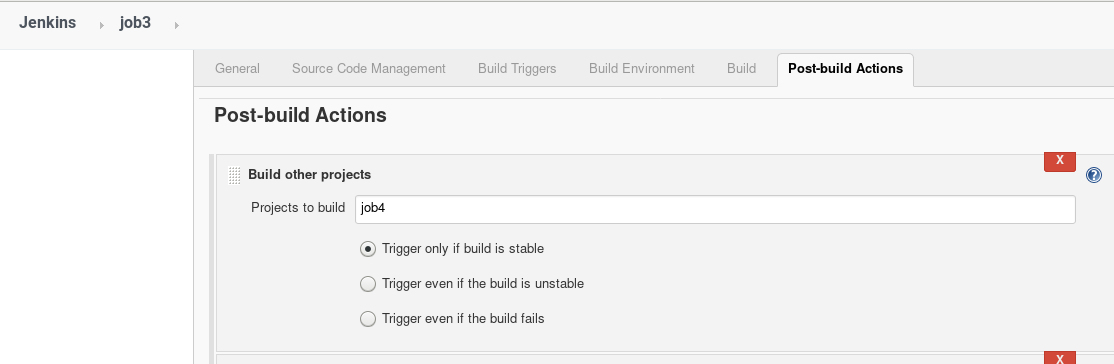 Jenkins job3
General Source Code Management Build Triggers Build Environment Build Post-build Actions
Post-build Actions
X
Build other projects ?
Projects to build job4
Trigger only if build is stable
Trigger even if the build is unstable
Trigger even if the build fails
X